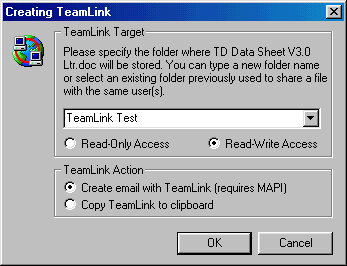 Creating TeamLink
TeamLink Target
Please specify the folder where TD Data Sheet V3.0
Ltr.doc will be stored. You can type a new folder name
or select an existing folder previously used to share a file
with the same user(s).
TeamLink Test
Read-Only Access
Read-Write Access
TeamLink Action
Create email with TeamLink (requires MAPI)
Copy TeamLink to clipboard
OK
Cancel